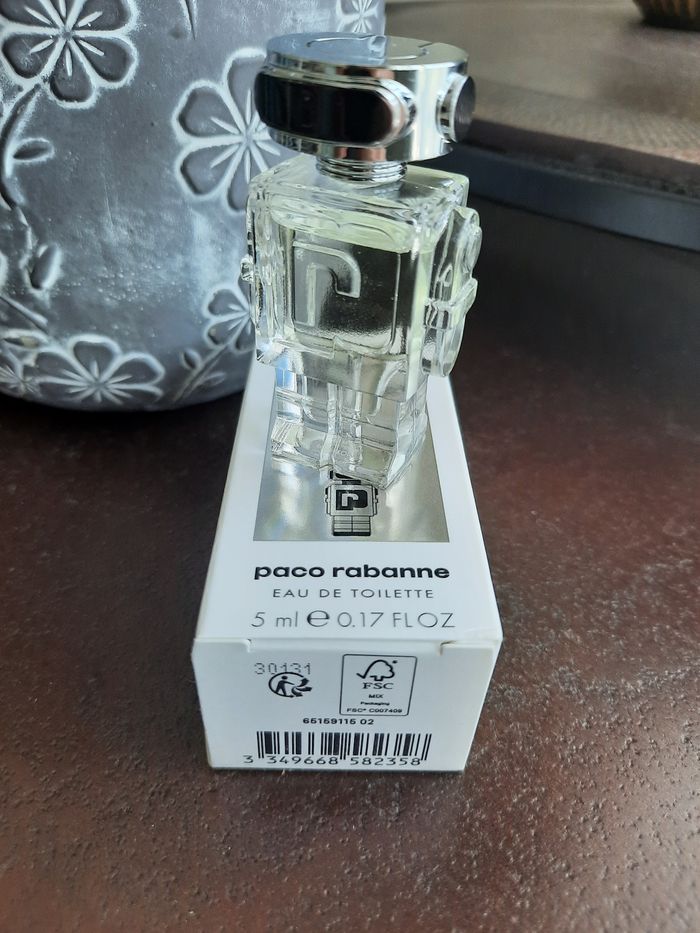 r
r
paco rabanne
EAU DE TOILETTE
5 ml ℮ 0.17 FL OZ
30131
FSC
MIX
Packaging
FSC® C007409
65159115 02
3 349668 582358